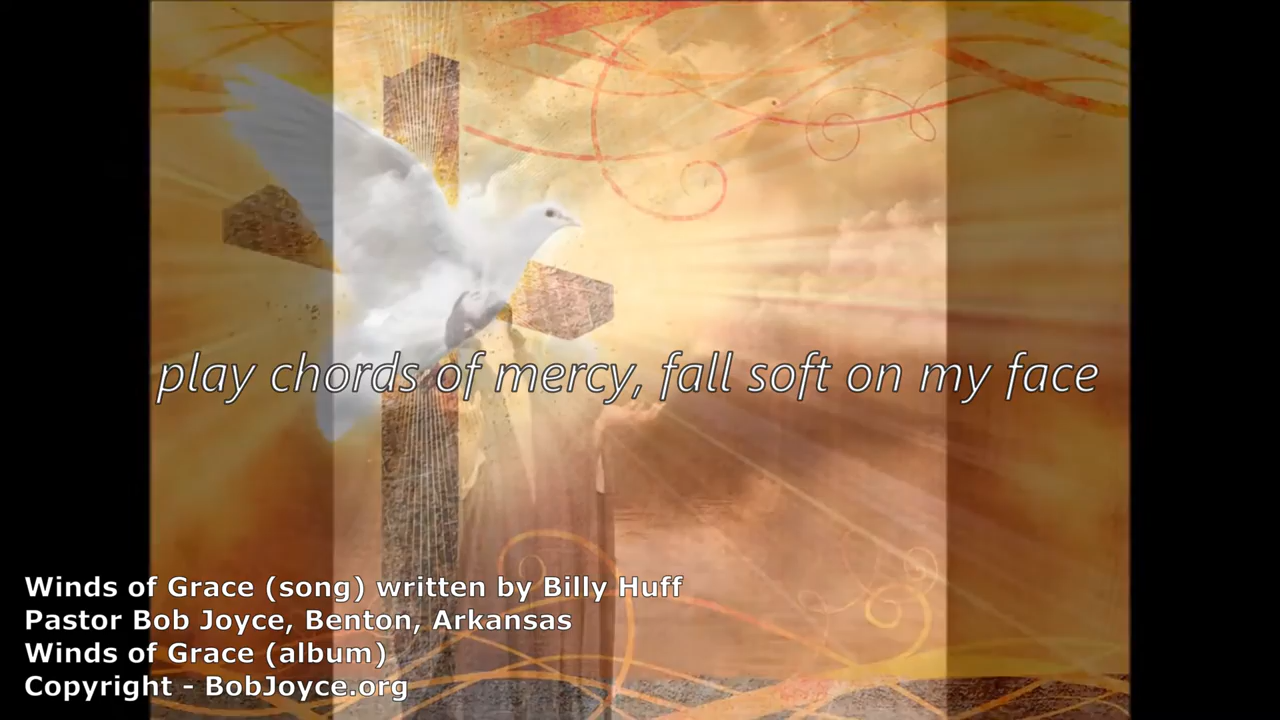 play chords of mercy, fall soft on my face
Winds of Grace (song) written by Billy Huff
Pastor Bob Joyce, Benton, Arkansas
Winds of Grace (album)
Copyright - BobJoyce.org